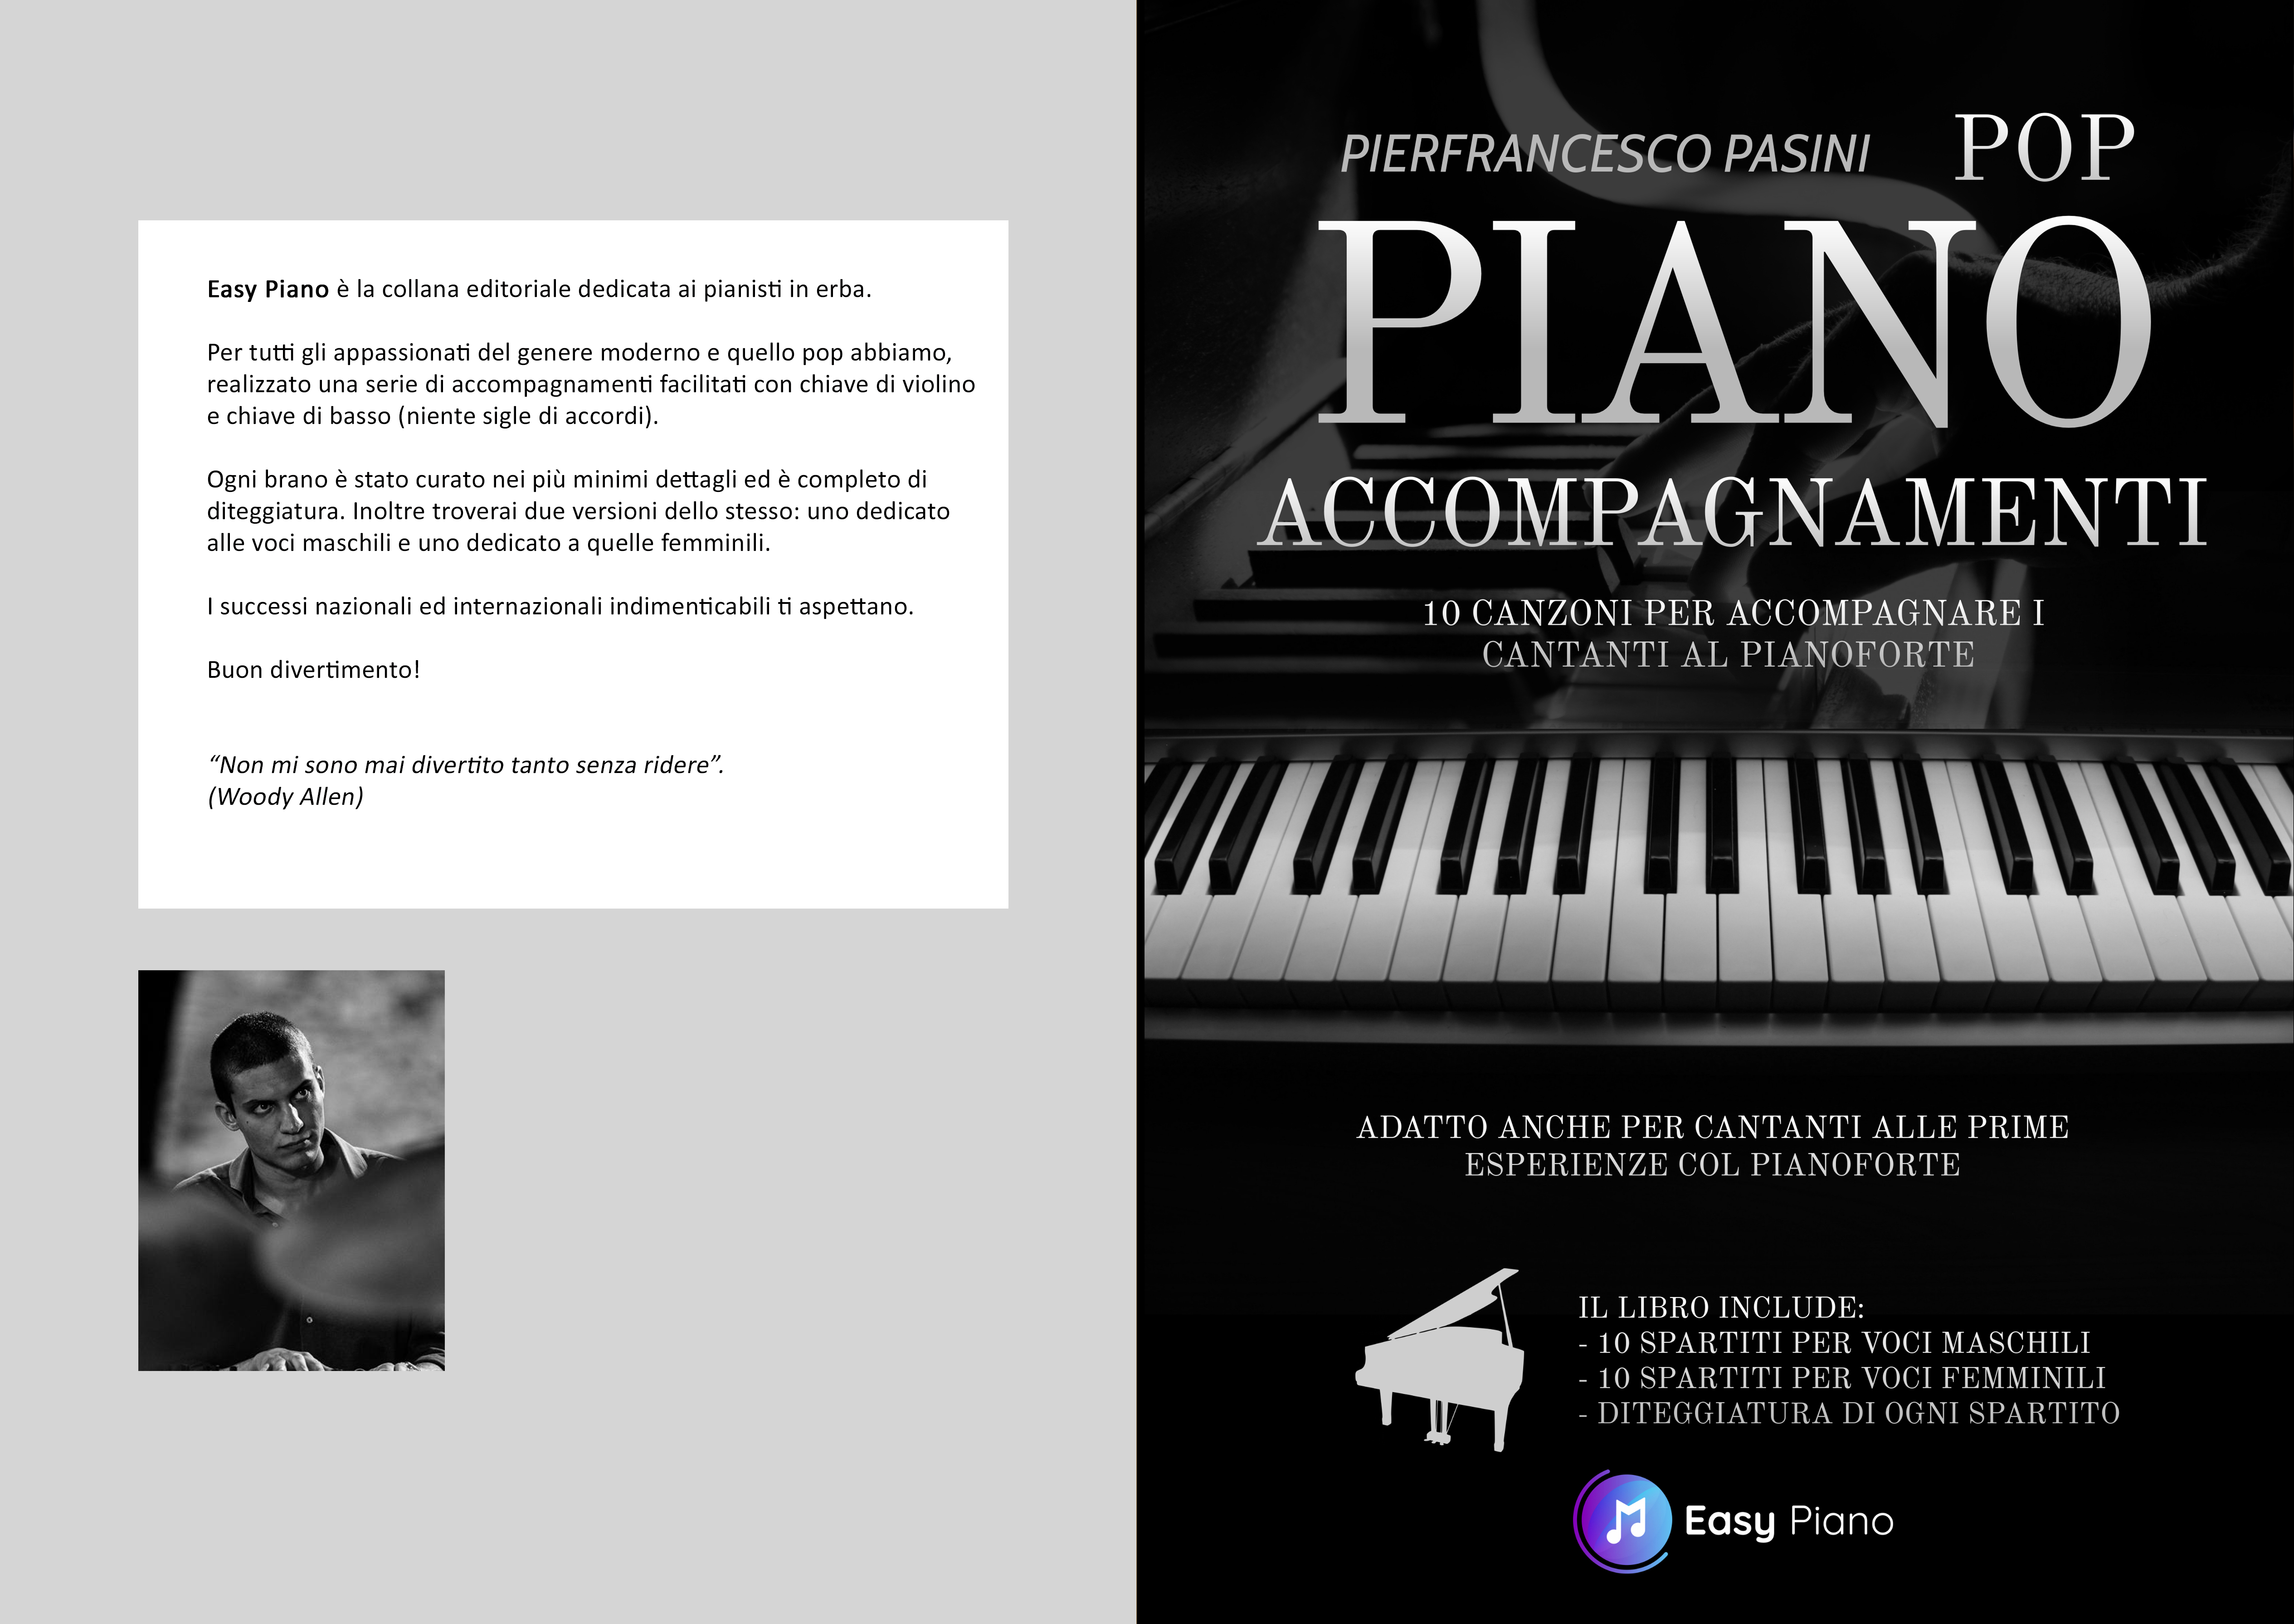 Easy Piano è la collana editoriale dedicata ai pianisti in erba.
Per tutti gli appassionati del genere moderno e quello pop abbiamo,
realizzato una serie di accompagnamenti facilitati con chiave di violino
e chiave di basso (niente sigle di accordi).
Ogni brano è stato curato nei più minimi dettagli ed è completo di
diteggiatura. Inoltre troverai due versioni dello stesso: uno dedicato
alle voci maschili e uno dedicato a quelle femminili.
I successi nazionali ed internazionali indimenticabili ti aspettano.
Buon divertimento!
“Non mi sono mai divertito tanto senza ridere”.
(Woody Allen)
PIERFRANCESCO PASINI
POP
PIANO
ACCOMPAGNAMENTI
10 CANZONI PER ACCOMPAGNARE I
CANTANTI AL PIANOFORTE
ADATTO ANCHE PER CANTANTI ALLE PRIME
ESPERIENZE COL PIANOFORTE
IL LIBRO INCLUDE:
- 10 SPARTITI PER VOCI MASCHILI
- 10 SPARTITI PER VOCI FEMMINILI
- DITEGGIATURA DI OGNI SPARTITO
Easy Piano